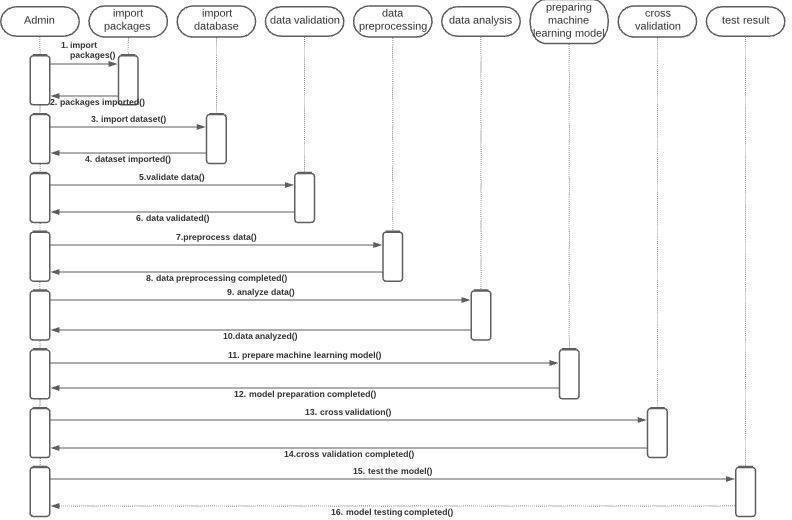 Admin
import
packages
import
database
data validation
data
preprocessing
data analysis
preparing
machine
learning model
cross
validation
test result
1. import
packages()
2. packages imported()
3. import dataset()
4. dataset imported()
5.validate data()
6. data validated()
7.preprocess data()
8. data preprocessing completed()
9. analyze data()
10.data analyzed()
11. prepare machine learning model()
12. model preparation completed()
13. cross validation()
14.cross validation completed()
15. test the model()
16. model testing completed()